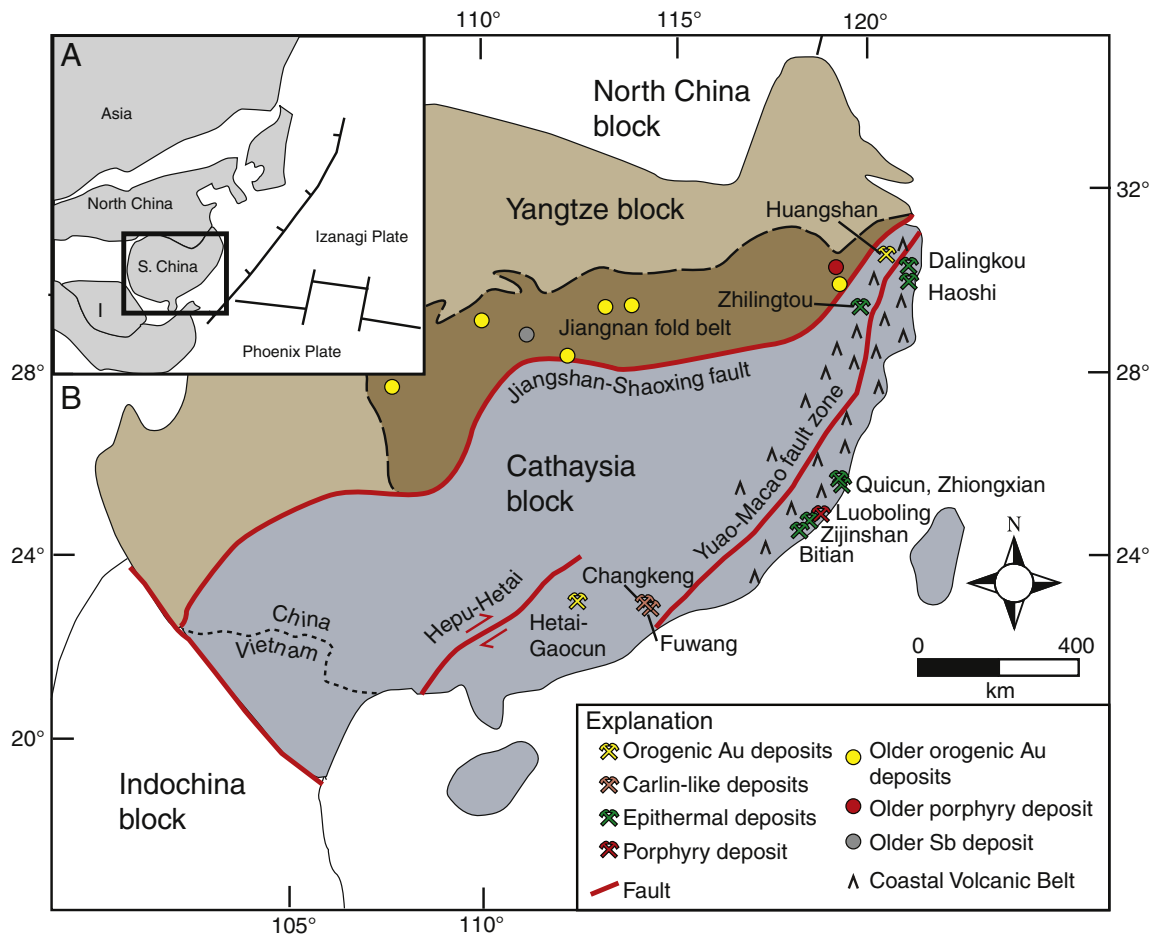 110°
115°
120°
A
Asia
North China
S. China
I
Izanagi Plate
Phoenix Plate
North China
block
32°
Yangtze block
Huangshan
Dalingkou
Haoshi
Zhilingtou
Jiangnan fold belt
28°
28°
B
Jiangshan-Shaoxing fault
Yuao-Macao fault zone
Cathaysia
block
Quicun, Zhiongxian
Luoboling
Zijinshan
Bitian
24°
24°
N
Changkeng
Hepu-Hetai
Hetai-
Gaocun
Fuwang
China
Vietnam
0
400
km
20°
Indochina
block
Explanation
Orogenic Au deposits
Carlin-like deposits
Epithermal deposits
Porphyry deposit
Fault
Older orogenic Au
deposits
Older porphyry deposit
Older Sb deposit
Coastal Volcanic Belt
105°
110°